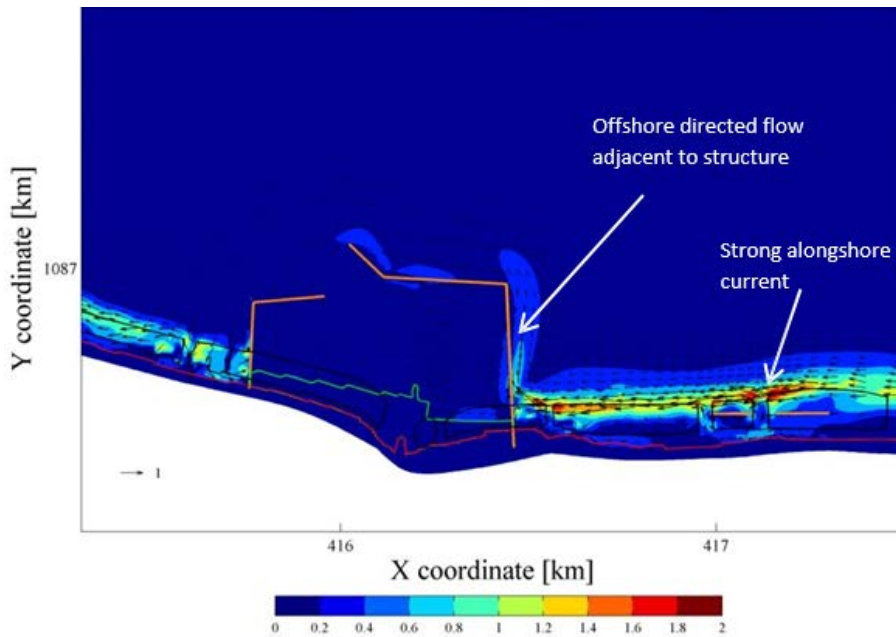 Offshore directed flow
adjacent to structure
Strong alongshore
current
Y coordinate [km]
1087
1
416
417
X coordinate [km]
0 0.2 0.4 0.6 0.8 1 1.2 1.4 1.6 1.8 2